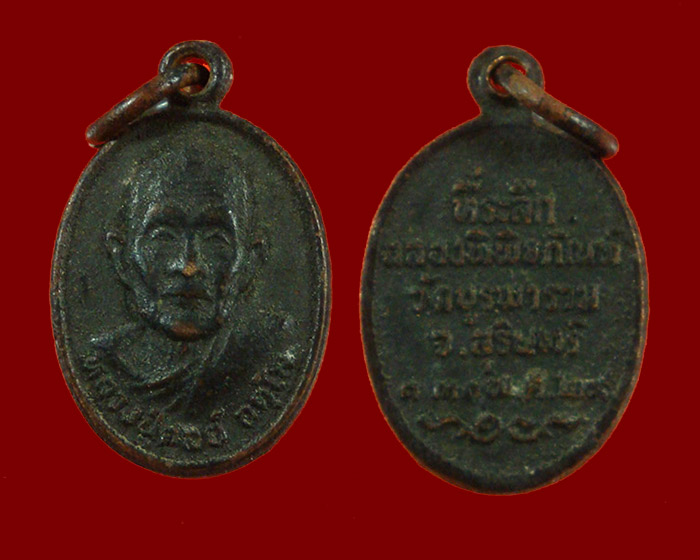 หลวงปู่ดูลย์ อตุโล
ที่ระลึก
ฉลองพิพิธภัณฑ์
วัดบูรพาราม
จ.สุรินทร์